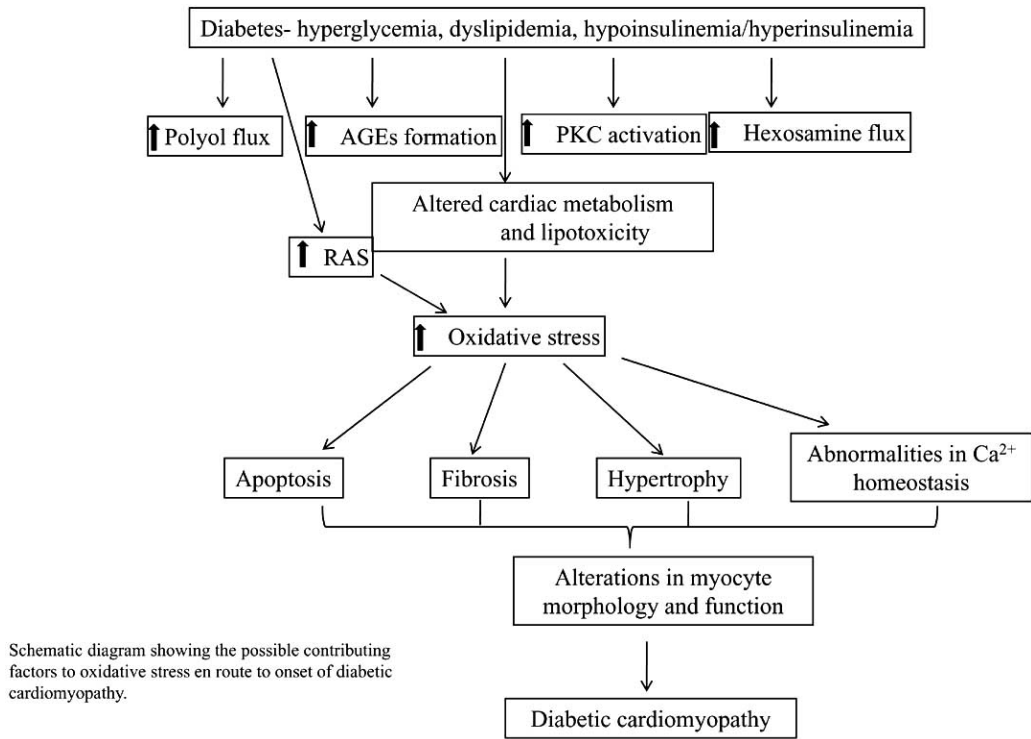 Diabetes- hyperglycemia, dyslipidemia, hypoinsulinemia/hyperinsulinemia
Polyol flux
AGEs formation
PKC activation
Hexosamine flux
Altered cardiac metabolism
and lipotoxicity
RAS
Oxidative stress
Apoptosis
Fibrosis
Hypertrophy
Abnormalities in Ca²⁺
homeostasis
Alterations in myocyte
morphology and function
Schematic diagram showing the possible contributing
factors to oxidative stress en route to onset of diabetic
cardiomyopathy.
Diabetic cardiomyopathy